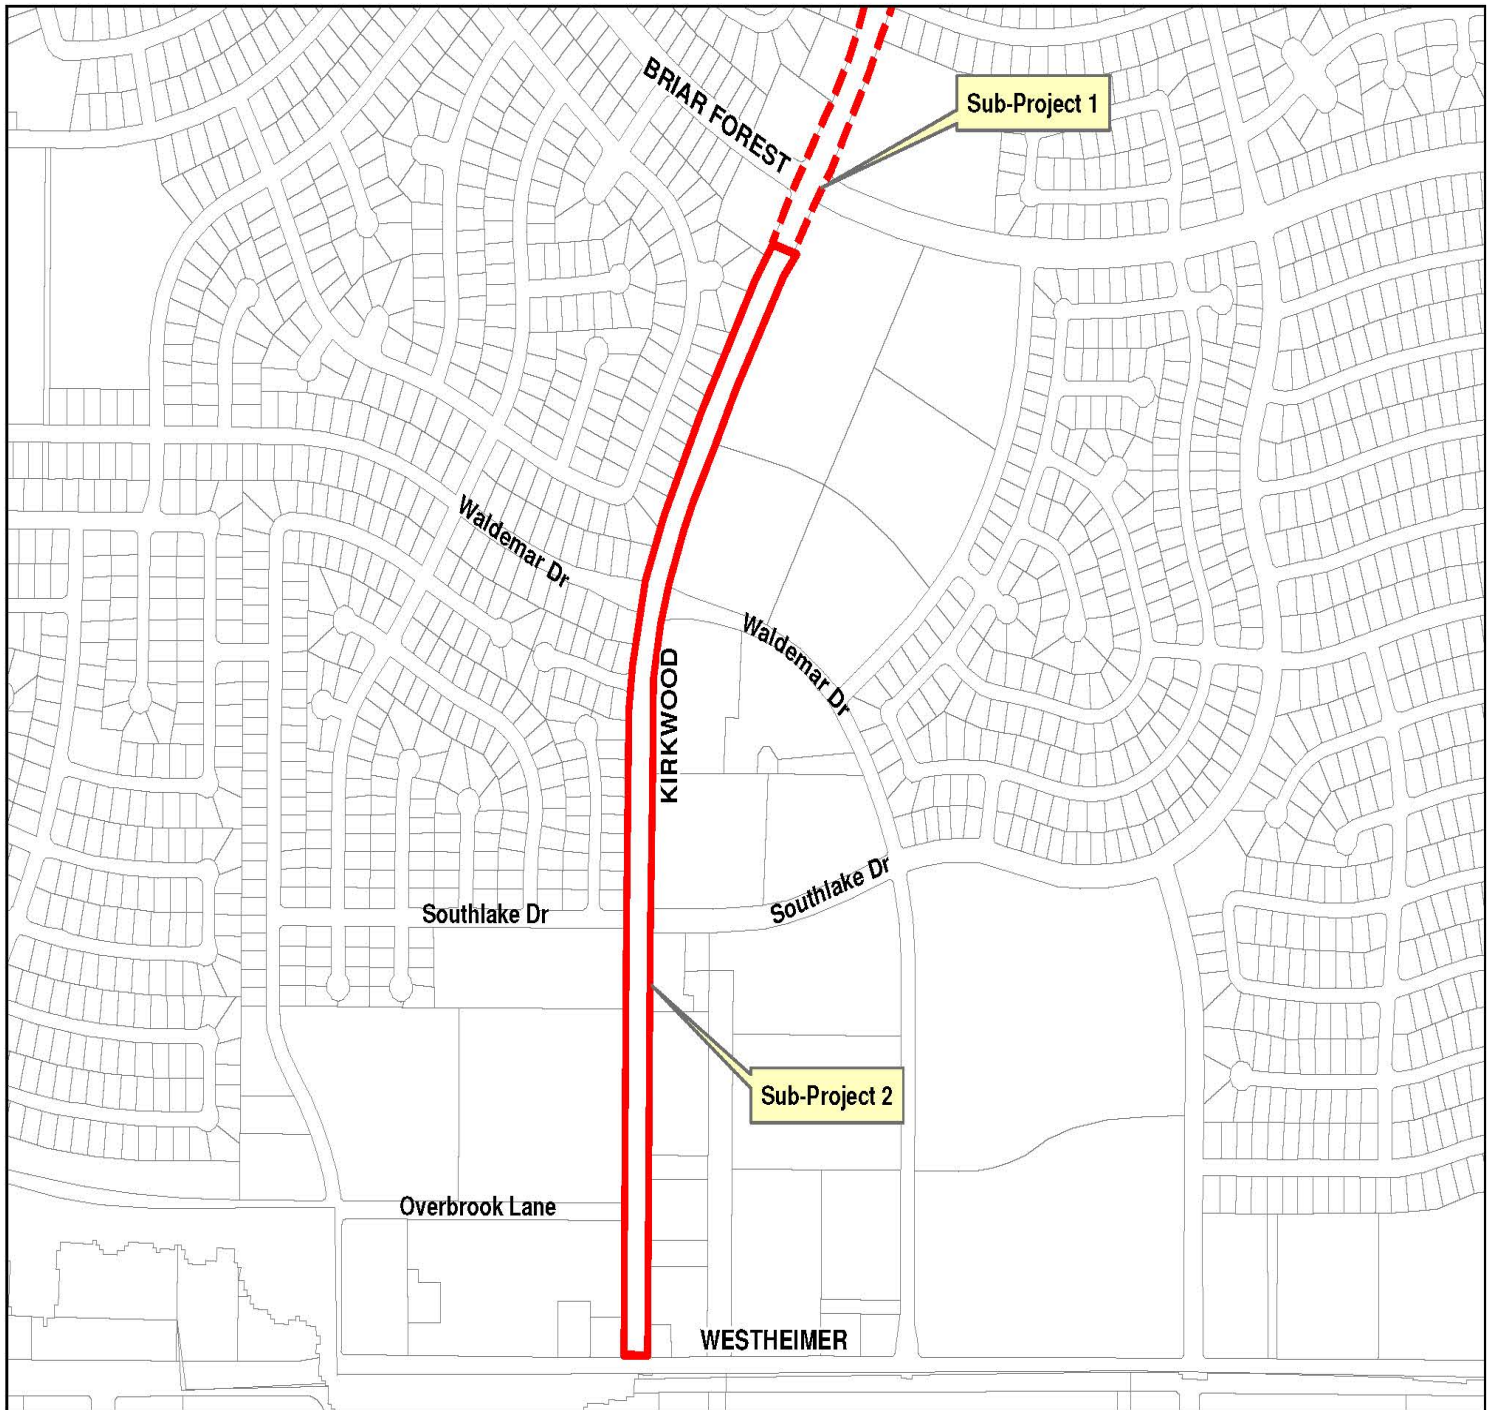 BRIAR FOREST
Sub-Project 1
Waldemar Dr
Waldemar Dr
KIRKWOOD
Southlake Dr
Southlake Dr
Sub-Project 2
Overbrook Lane
WESTHEIMER